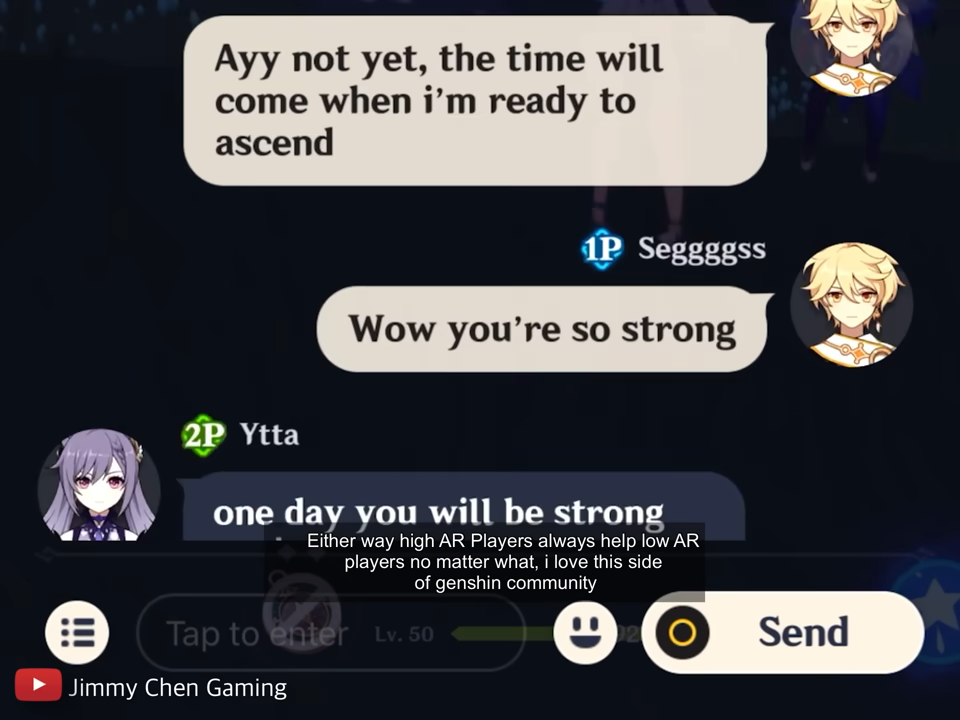 Ayy not yet, the time will
come when i'm ready to
ascend
1P Seggggss
Wow you're so strong
2P Ytta
one day you will be strong
Either way high AR Players always help low AR
players no matter what, i love this side
of genshin community
Tap to enter
Lv. 50
Send
Jimmy Chen Gaming